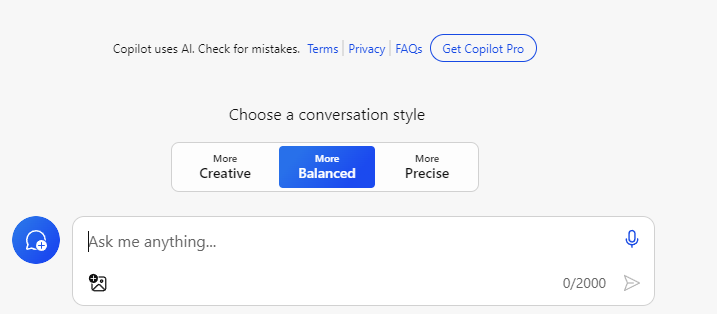 Copilot uses AI. Check for mistakes. Terms Privacy FAQs Get Copilot Pro
Choose a conversation style
More More More
Creative Balanced Precise
Ask me anything...
0/2000